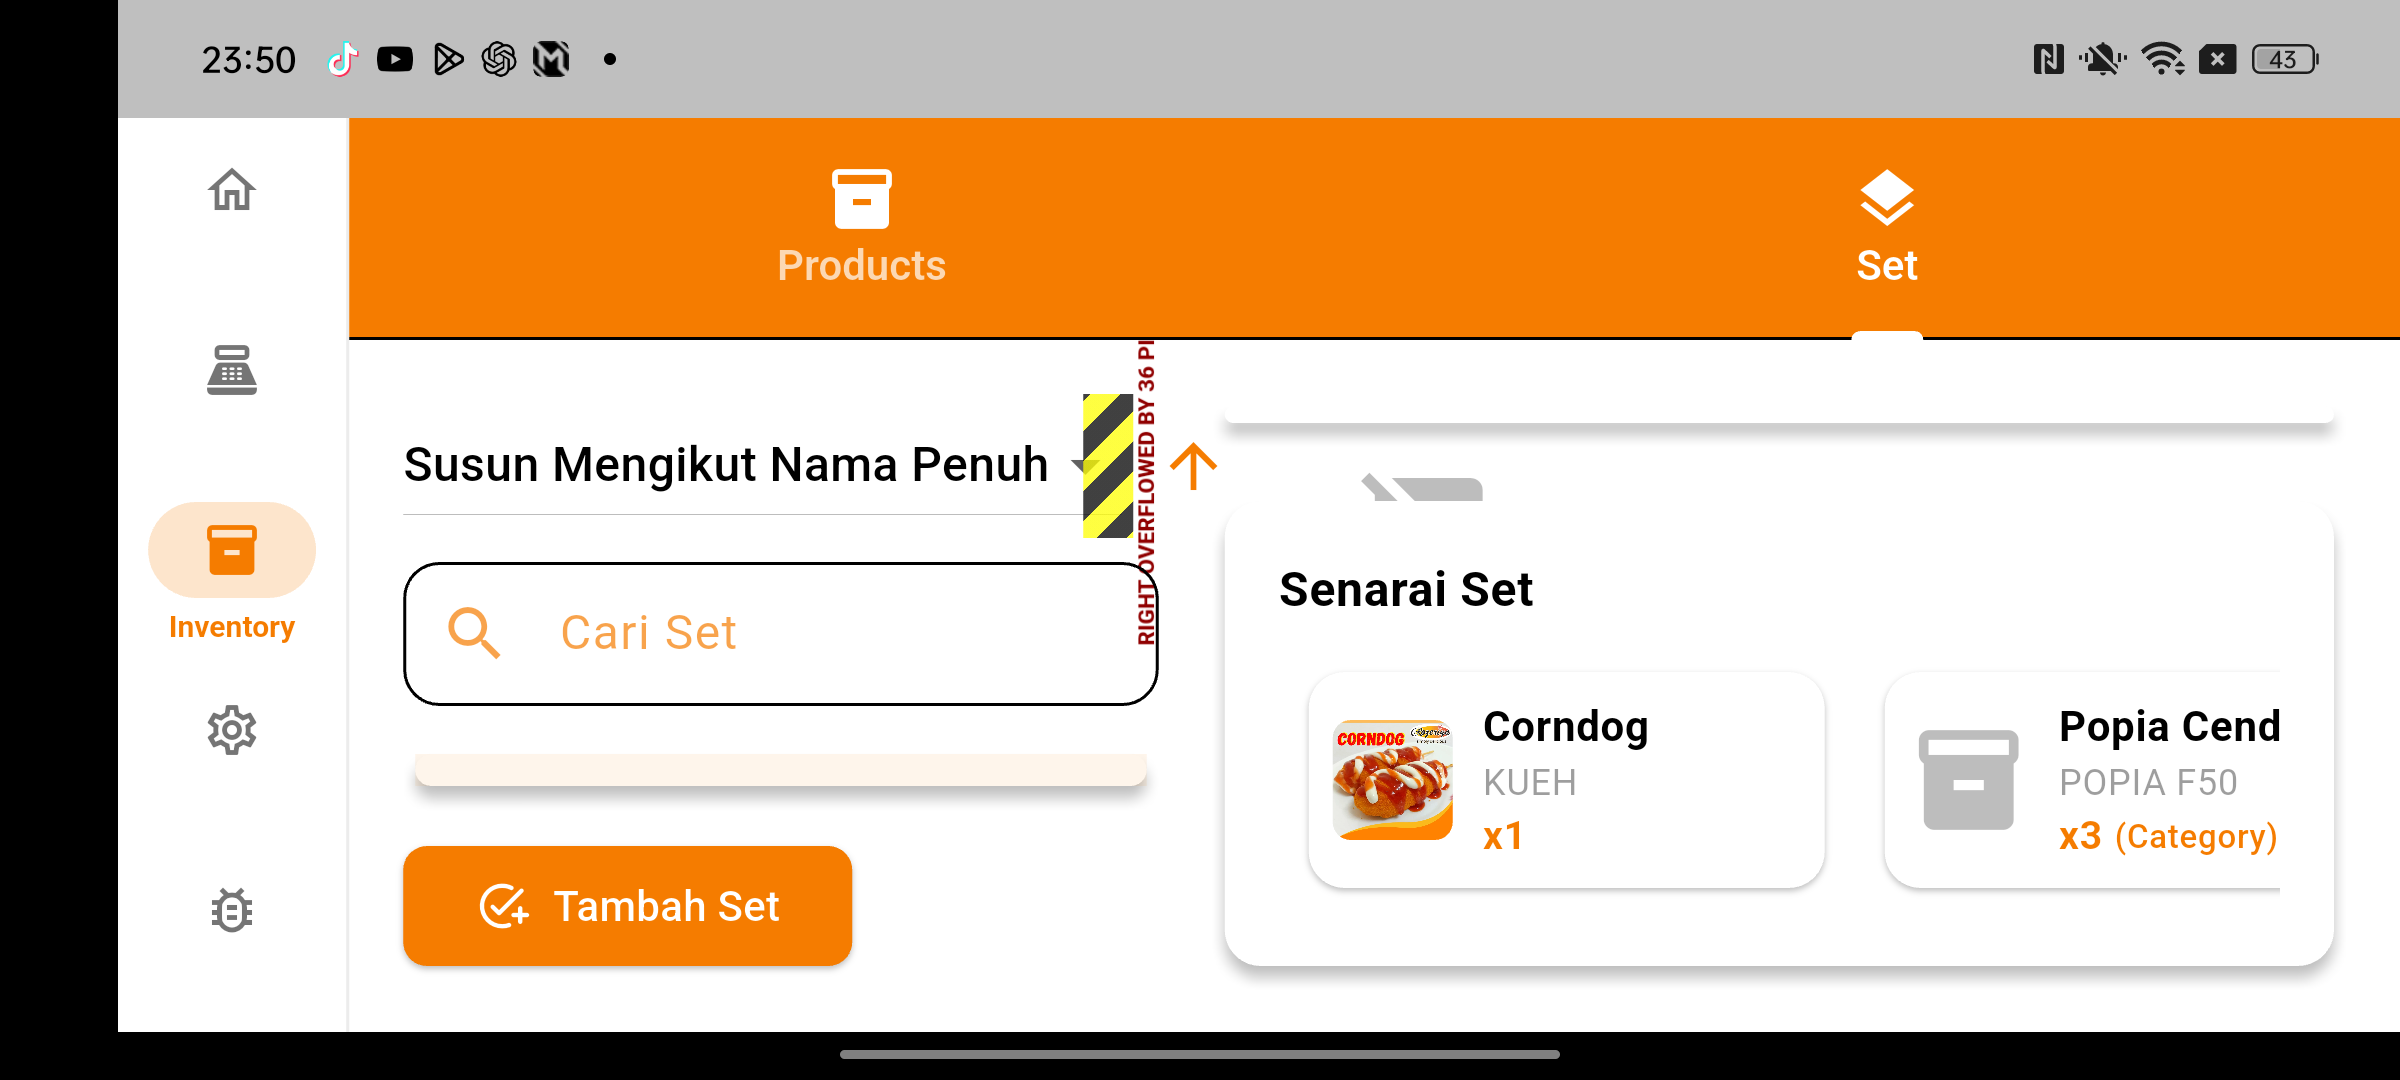 23:50
43
Products
Set
Inventory
Susun Mengikut Nama Penuh
RIGHT OVERFLOWED BY 36 PI
Cari Set
Tambah Set
Senarai Set
CORNDOG
Corndog
KUEH
x1
Popia Cend
POPIA F50
x3 (Category)